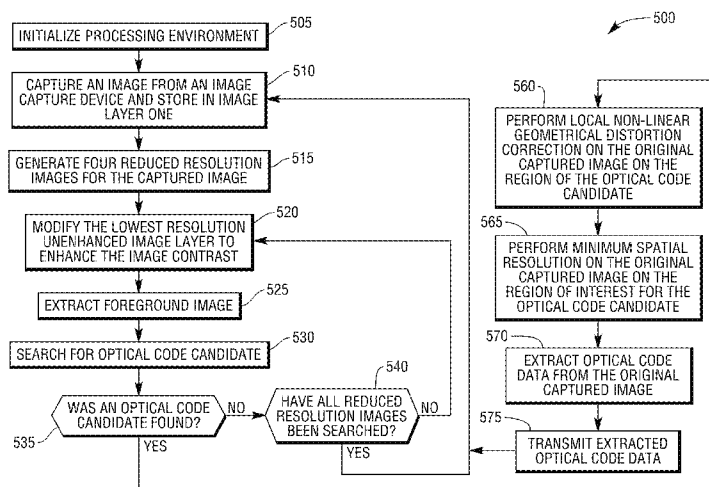 500
505
INITIALIZE PROCESSING ENVIRONMENT
510
CAPTURE AN IMAGE FROM AN IMAGE
CAPTURE DEVICE AND STORE IN IMAGE
LAYER ONE
515
GENERATE FOUR REDUCED RESOLUTION
IMAGES FOR THE CAPTURED IMAGE
520
MODIFY THE LOWEST RESOLUTION
UNENHANCED IMAGE LAYER TO
ENHANCE THE IMAGE CONTRAST
525
EXTRACT FOREGROUND IMAGE
530
SEARCH FOR OPTICAL CODE CANDIDATE
535
WAS AN OPTICAL CODE
CANDIDATE FOUND?
NO
YES
540
HAVE ALL REDUCED
RESOLUTION IMAGES
BEEN SEARCHED?
NO
YES
560
PERFORM LOCAL NON-LINEAR
GEOMETRICAL DISTORTION
CORRECTION ON THE ORIGINAL
CAPTURED IMAGE ON THE
REGION OF THE OPTICAL CODE
CANDIDATE
565
PERFORM MINIMUM SPATIAL
RESOLUTION ON THE ORIGINAL
CAPTURED IMAGE ON THE
REGION OF INTEREST FOR THE
OPTICAL CODE CANDIDATE
570
EXTRACT OPTICAL CODE
DATA FROM THE ORIGINAL
CAPTURED IMAGE
575
TRANSMIT EXTRACTED
OPTICAL CODE DATA